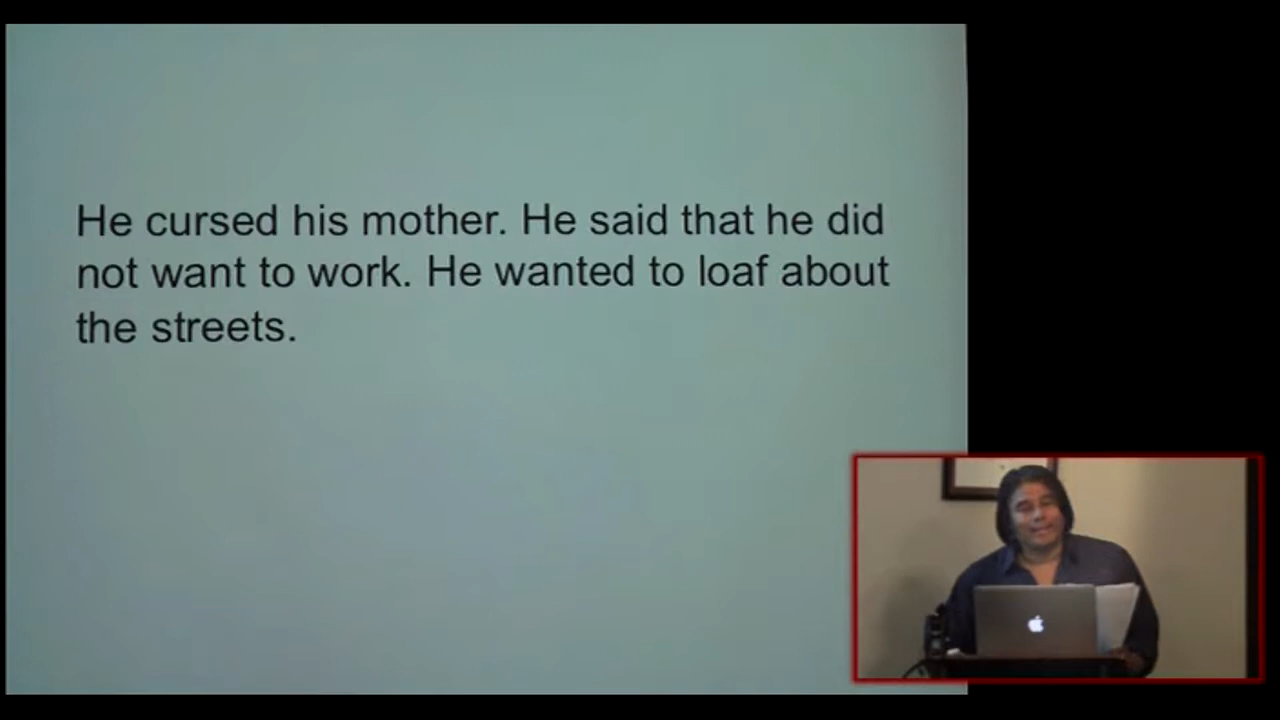 He cursed his mother. He said that he did
not want to work. He wanted to loaf about
the streets.